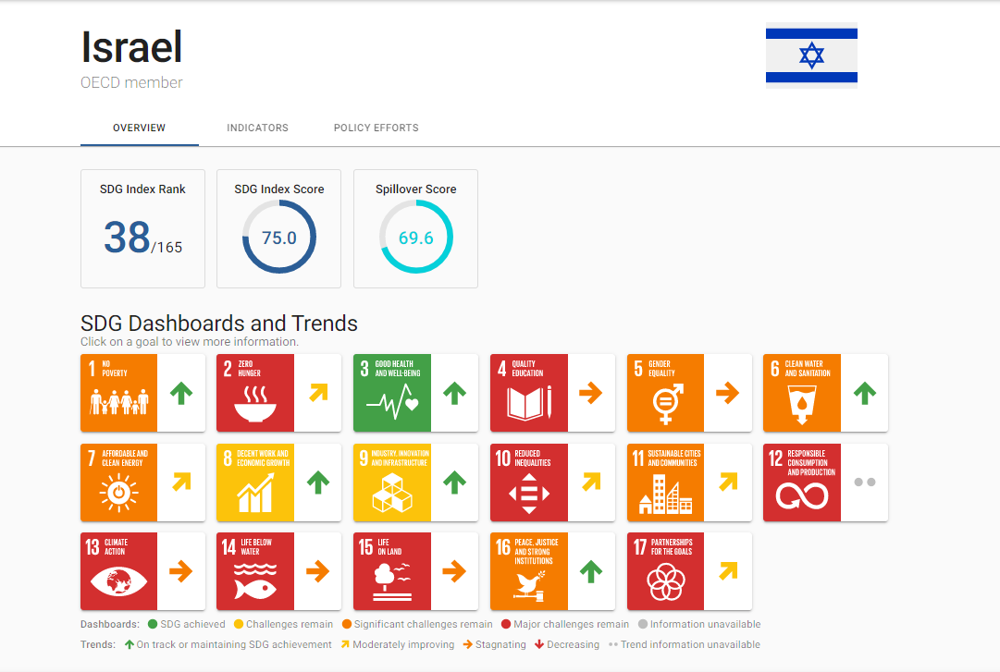 Israel
OECD member
OVERVIEW INDICATORS POLICY EFFORTS
SDG Index Rank
38/165
SDG Index Score
75.0
Spillover Score
69.6
SDG Dashboards and Trends
Click on a goal to view more information.
1 NO
POVERTY
2 ZERO
HUNGER
3 GOOD HEALTH
AND WELL-BEING
4 QUALITY
EDUCATION
5 GENDER
EQUALITY
6 CLEAN WATER
AND SANITATION
7 AFFORDABLE AND
CLEAN ENERGY
8 DECENT WORK AND
ECONOMIC GROWTH
9 INDUSTRY, INNOVATION
AND INFRASTRUCTURE
10 REDUCED
INEQUALITIES
11 SUSTAINABLE CITIES
AND COMMUNITIES
12 RESPONSIBLE
CONSUMPTION
AND PRODUCTION
13 CLIMATE
ACTION
14 LIFE BELOW
WATER
15 LIFE
ON LAND
16 PEACE, JUSTICE
AND STRONG
INSTITUTIONS
17 PARTNERSHIPS
FOR THE GOALS
Dashboards: SDG achieved Challenges remain Significant challenges remain Major challenges remain Information unavailable
Trends: On track or maintaining SDG achievement Moderately improving Stagnating Decreasing Trend information unavailable